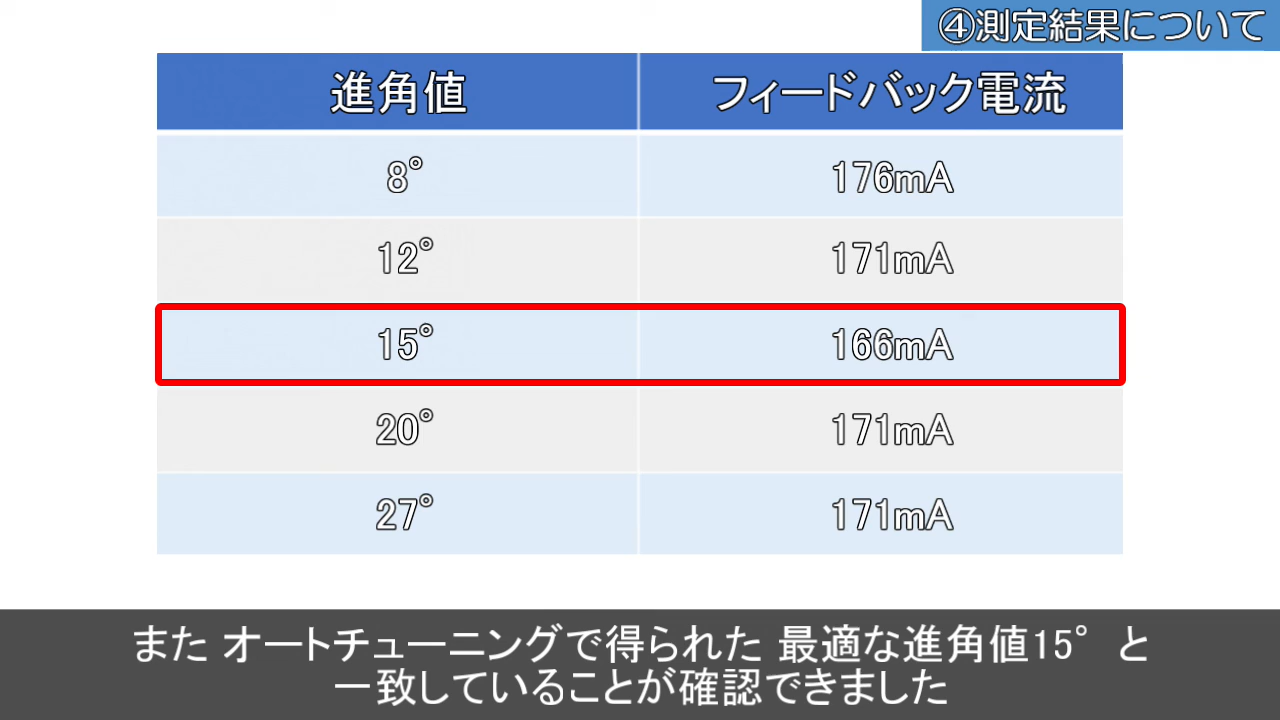 ④測定結果について
進角値 フィードバック電流
8° 176mA
12° 171mA
15° 166mA
20° 171mA
27° 171mA
また オートチューニングで得られた 最適な進角値15° と
一致していることが確認できました